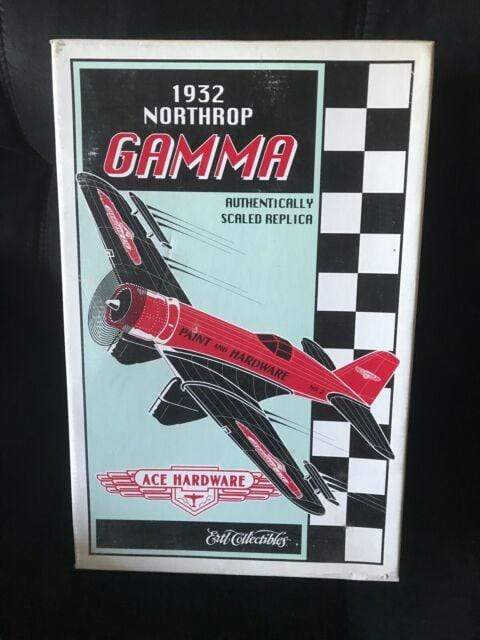 1932
NORTHROP
GAMMA
AUTHENTICALLY
SCALED REPLICA
PAINT AND HARDWARE
ACE HARDWARE
Ertl Collectibles